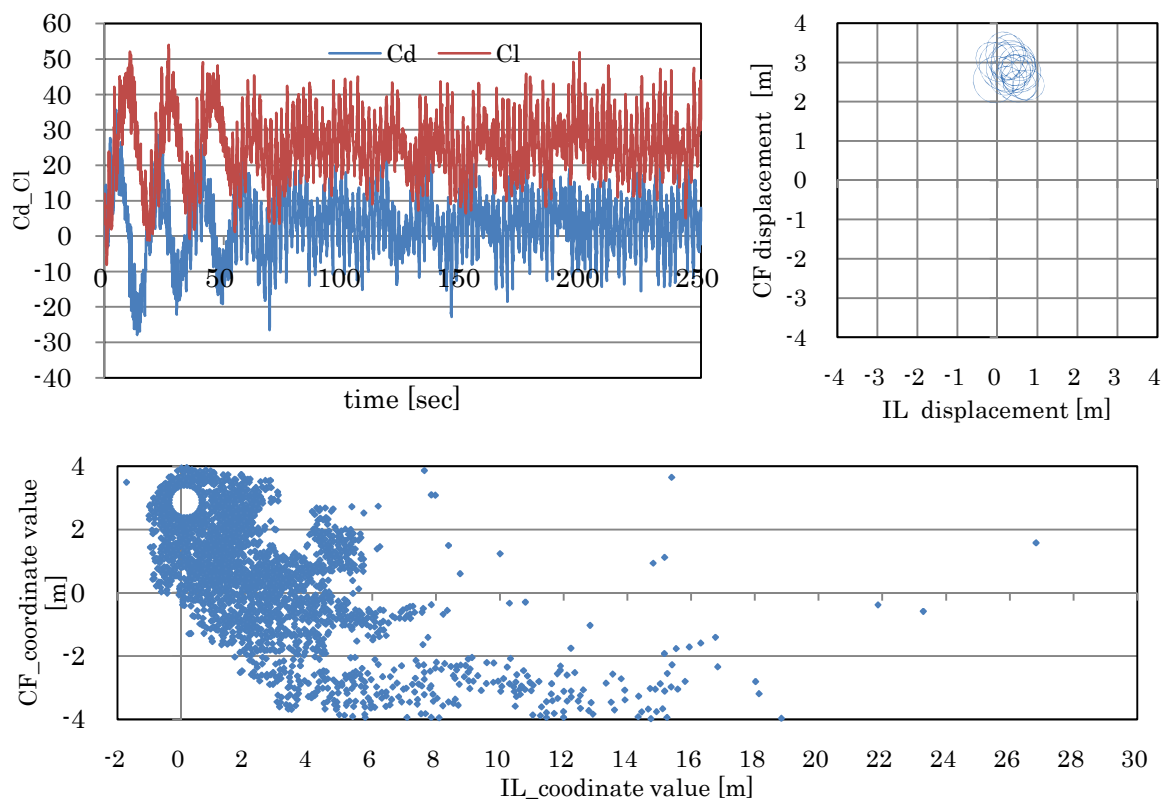 60
50
40
30
20
10
0
-10
-20
-30
-40
Cd_Cl
Cd Cl
0 50 100 150 200 250
time [sec]
4
3
2
1
0
-1
-2
-3
-4
CF displacement [m]
-4 -3 -2 -1 0 1 2 3 4
IL displacement [m]
4
2
0
-2
-4
CF_coordinate value
[m]
-2 0 2 4 6 8 10 12 14 16 18 20 22 24 26 28 30
IL_coodinate value [m]